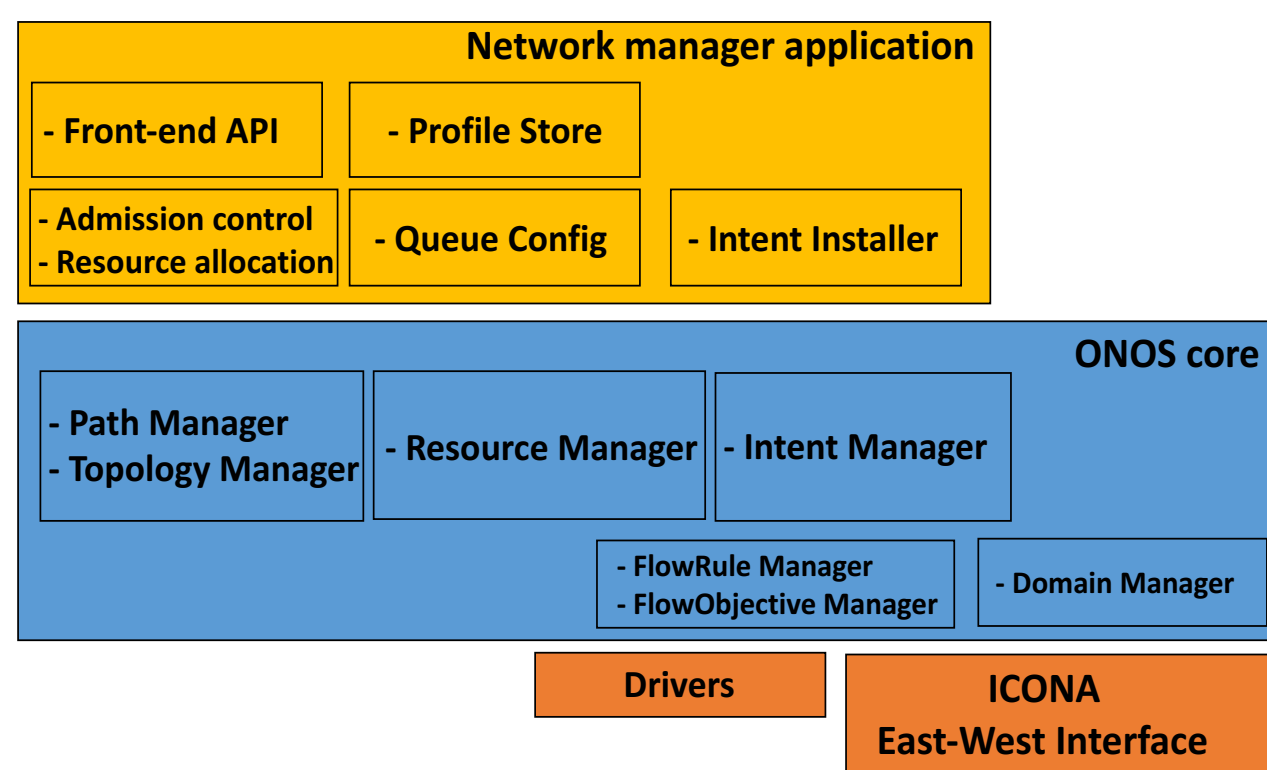 Network manager application
- Front-end API
- Profile Store
- Admission control
- Resource allocation
- Queue Config
- Intent Installer
ONOS core
- Path Manager
- Topology Manager
- Resource Manager
- Intent Manager
- FlowRule Manager
- FlowObjective Manager
- Domain Manager
Drivers
ICONA
East-West Interface